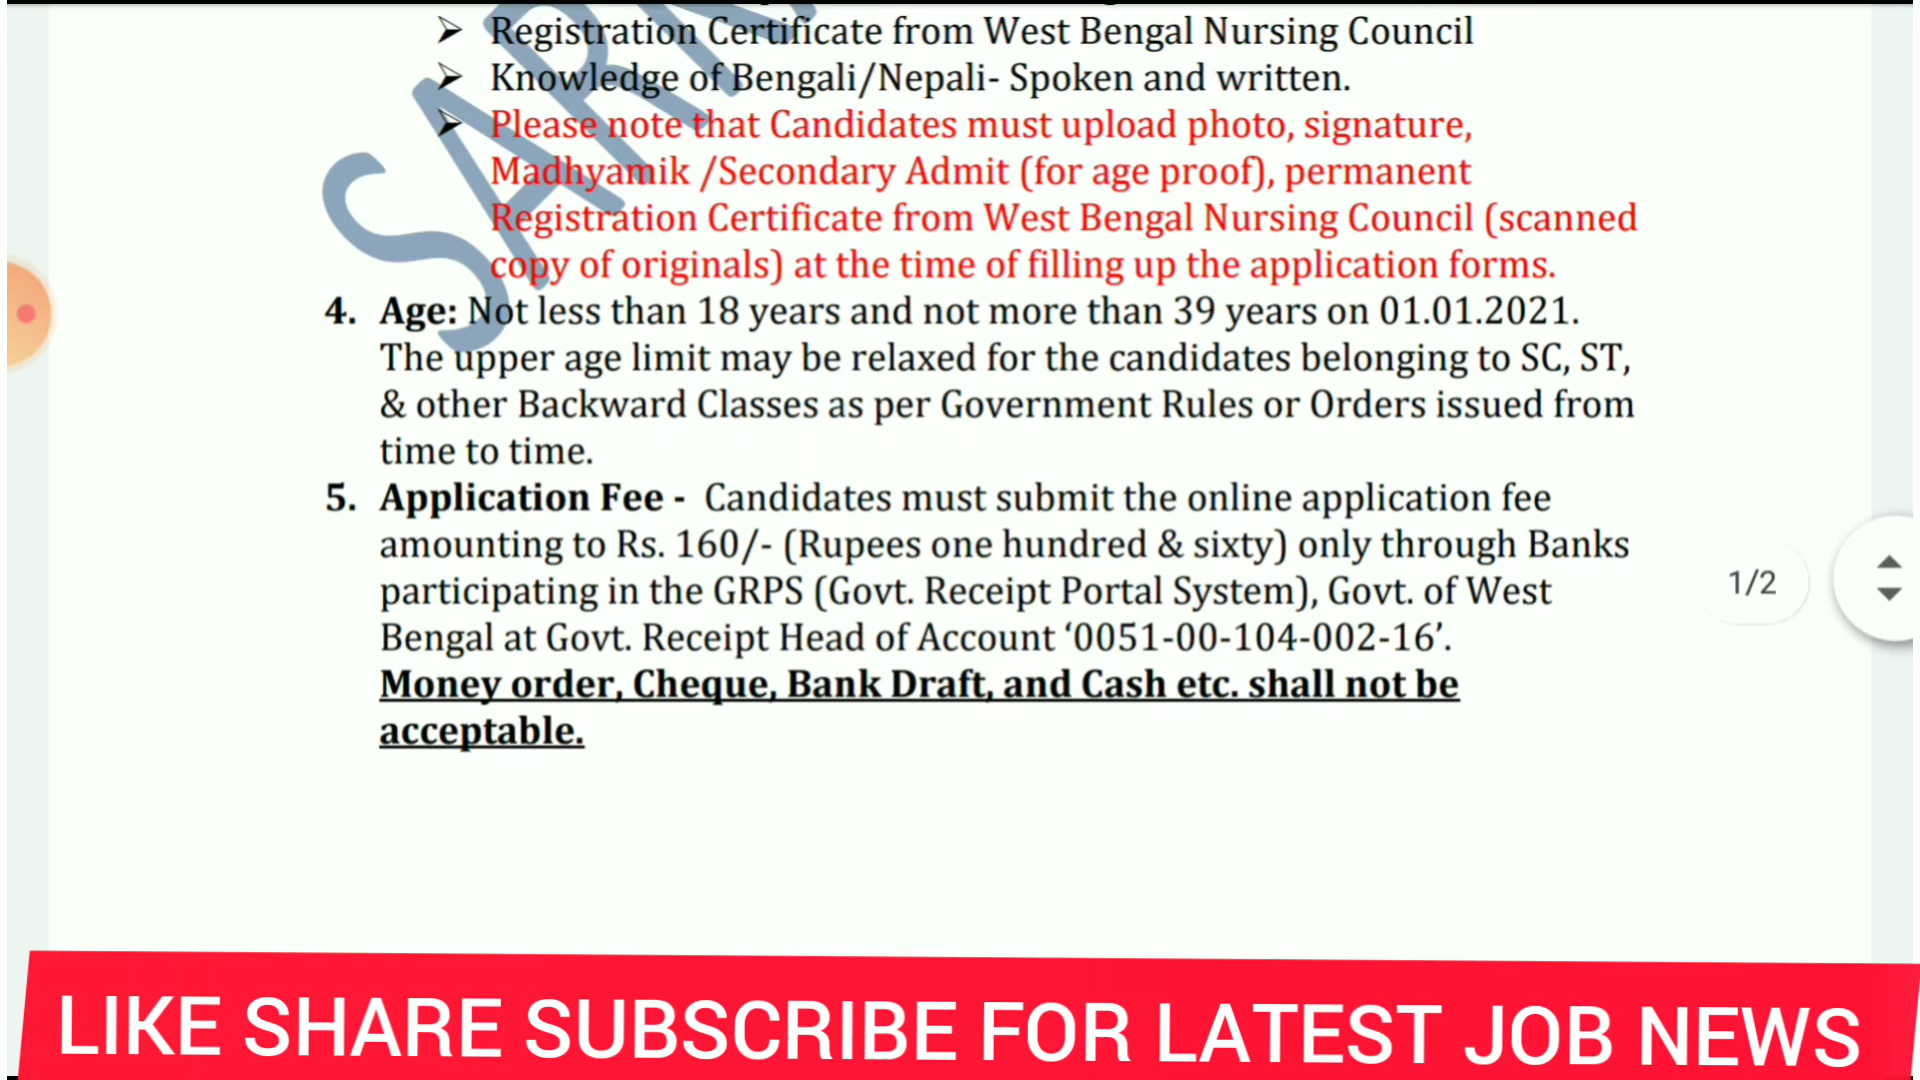 ➢ Registration Certificate from West Bengal Nursing Council
➢ Knowledge of Bengali/Nepali- Spoken and written.
➢ Please note that Candidates must upload photo, signature,
Madhyamik /Secondary Admit (for age proof), permanent
Registration Certificate from West Bengal Nursing Council (scanned
copy of originals) at the time of filling up the application forms.
4. Age: Not less than 18 years and not more than 39 years on 01.01.2021.
The upper age limit may be relaxed for the candidates belonging to SC, ST,
& other Backward Classes as per Government Rules or Orders issued from
time to time.
5. Application Fee - Candidates must submit the online application fee
amounting to Rs. 160/- (Rupees one hundred & sixty) only through Banks
participating in the GRPS (Govt. Receipt Portal System), Govt. of West
Bengal at Govt. Receipt Head of Account ‘0051-00-104-002-16’.
Money order, Cheque, Bank Draft, and Cash etc. shall not be
acceptable.
1/2
LIKE SHARE SUBSCRIBE FOR LATEST JOB NEWS